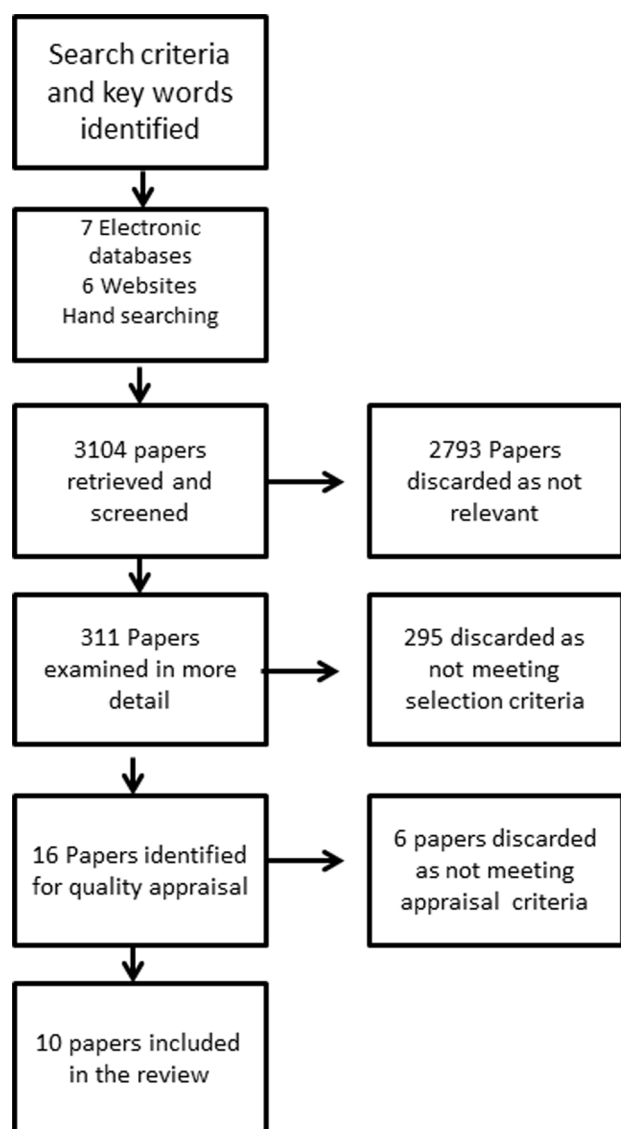 Search criteria
and key words
identified
7 Electronic
databases
6 Websites
Hand searching
3104 papers
retrieved and
screened
2793 Papers
discarded as not
relevant
311 Papers
examined in more
detail
295 discarded as
not meeting
selection criteria
16 Papers identified
for quality appraisal
6 papers discarded
as not meeting
appraisal criteria
10 papers included
in the review